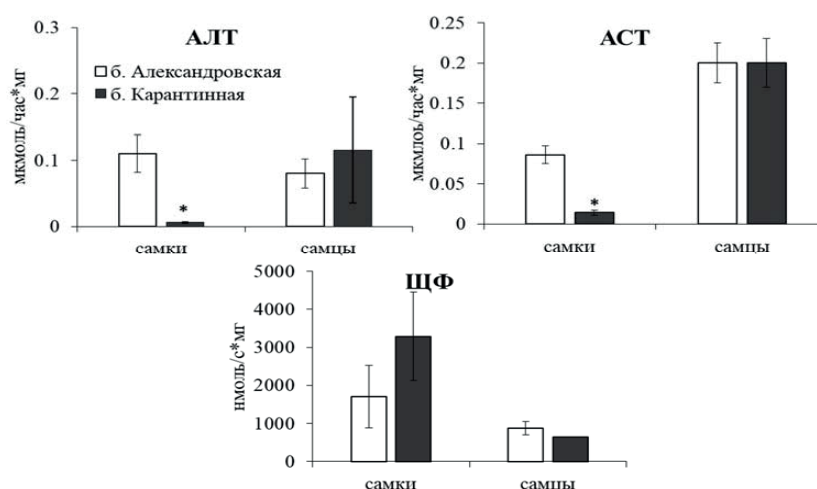 АЛТ
мкмоль/час*мг
0.3
0.2
0.1
0
б. Александровская
б. Карантинная
*
самки
самцы
АСТ
мкмлоь/час*мг
0.25
0.2
0.15
0.1
0.05
0
*
самки
самцы
ЩФ
нмоль/с*мг
5000
4000
3000
2000
1000
0
самки
самцы